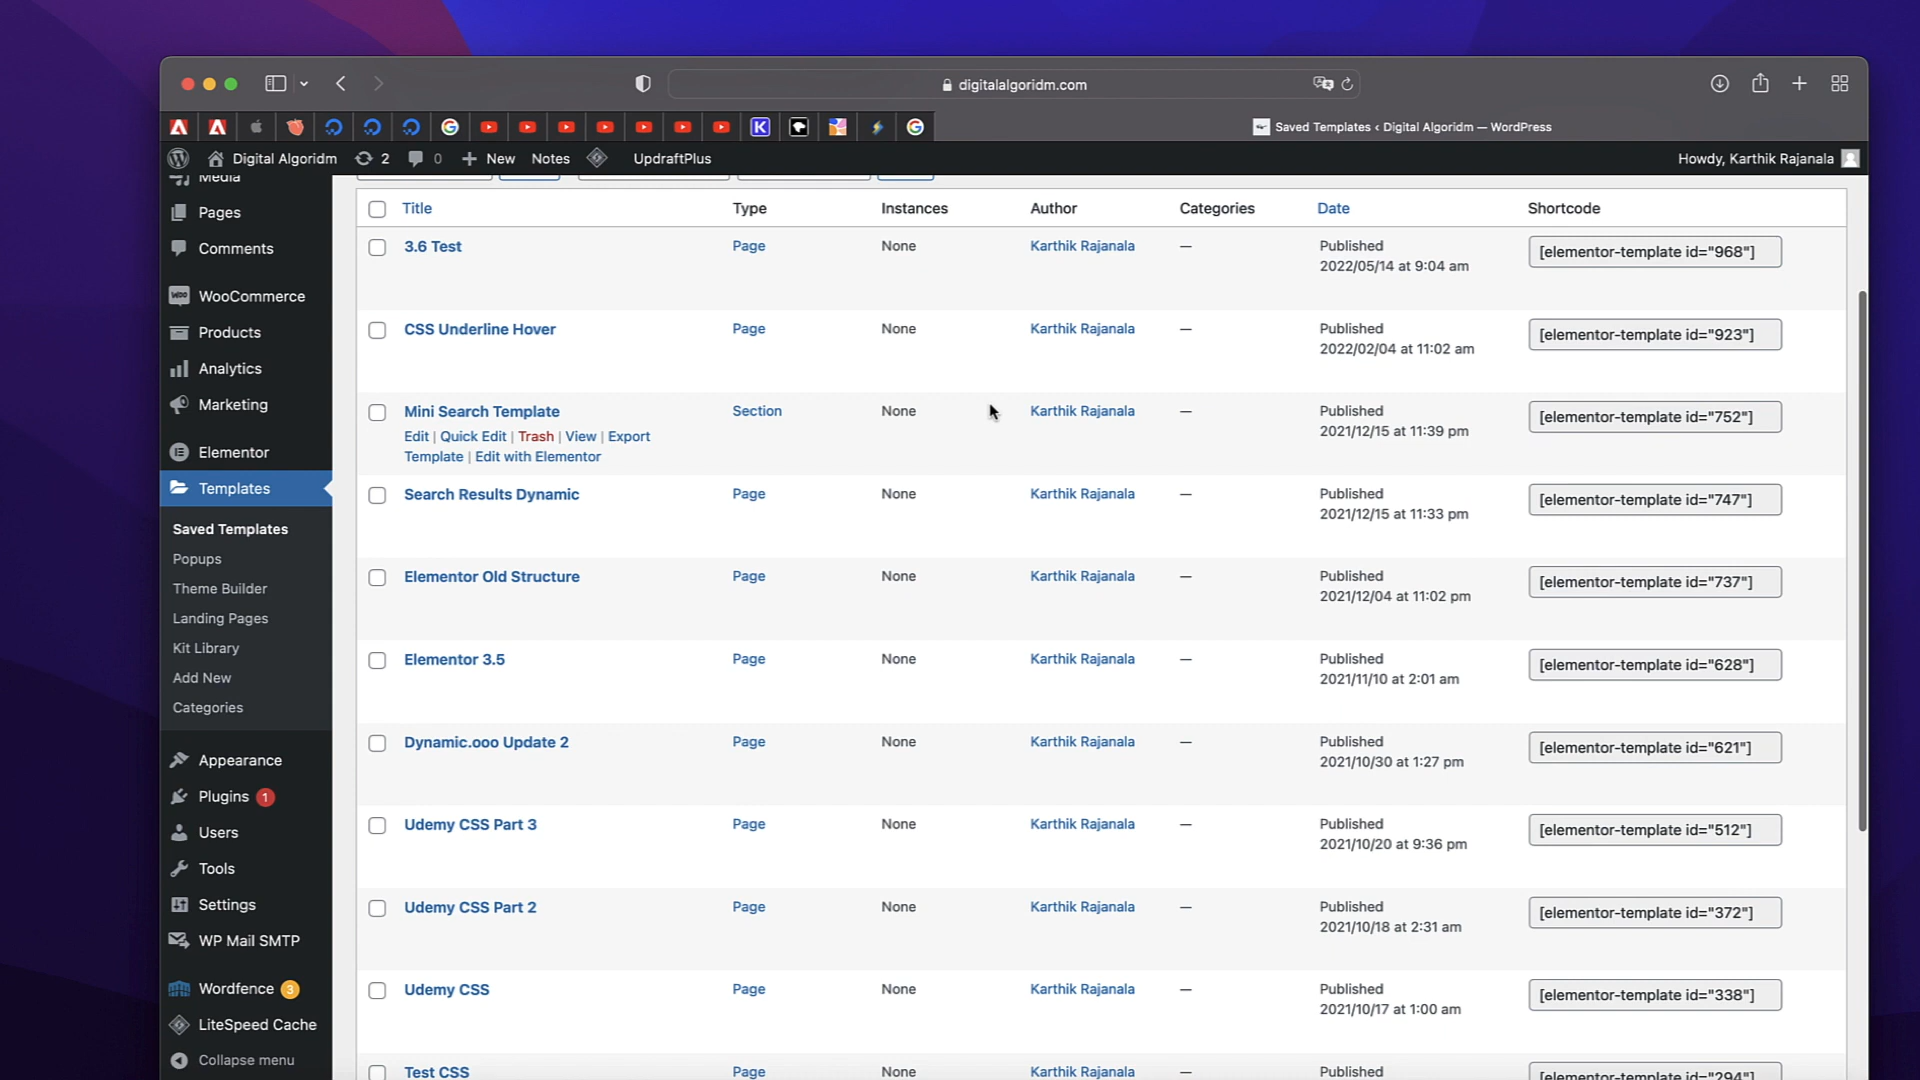 digitalalgoridm.com
Saved Templates ‹ Digital Algoridm — WordPress
Digital Algoridm 2 0 New Notes UpdraftPlus Howdy, Karthik Rajanala
Media
Pages
Comments
WooCommerce
Products
Analytics
Marketing
Elementor
Templates
Saved Templates
Popups
Theme Builder
Landing Pages
Kit Library
Add New
Categories
Appearance
Plugins 1
Users
Tools
Settings
WP Mail SMTP
Wordfence 3
LiteSpeed Cache
Collapse menu
Title Type Instances Author Categories Date Shortcode
3.6 Test Page None Karthik Rajanala — Published [elementor-template id="968"]
2022/05/14 at 9:04 am
CSS Underline Hover Page None Karthik Rajanala — Published [elementor-template id="923"]
2022/02/04 at 11:02 am
Mini Search Template Section None Karthik Rajanala — Published [elementor-template id="752"]
2021/12/15 at 11:39 pm
Edit | Quick Edit | Trash | View | Export
Template | Edit with Elementor
Search Results Dynamic Page None Karthik Rajanala — Published [elementor-template id="747"]
2021/12/15 at 11:33 pm
Elementor Old Structure Page None Karthik Rajanala — Published [elementor-template id="737"]
2021/12/04 at 11:02 pm
Elementor 3.5 Page None Karthik Rajanala — Published [elementor-template id="628"]
2021/11/10 at 2:01 am
Dynamic.ooo Update 2 Page None Karthik Rajanala — Published [elementor-template id="621"]
2021/10/30 at 1:27 pm
Udemy CSS Part 3 Page None Karthik Rajanala — Published [elementor-template id="512"]
2021/10/20 at 9:36 pm
Udemy CSS Part 2 Page None Karthik Rajanala — Published [elementor-template id="372"]
2021/10/18 at 2:31 am
Udemy CSS Page None Karthik Rajanala — Published [elementor-template id="338"]
2021/10/17 at 1:00 am
Test CSS Page None Karthik Rajanala — Published [elementor-template id="294"]